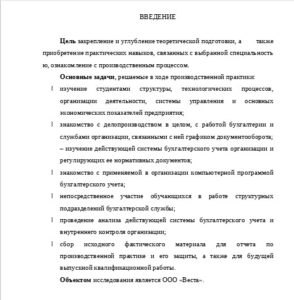 ВВЕДЕНИЕ
Цель закрепление и углубление теоретической подготовки, а также
приобретение практических навыков, связанных с выбранной специальность
ю, ознакомление с производственным процессом.
Основные задачи, решаемые в ходе производственной практики:
изучение студентами структуры, технологических процессов,
организации деятельности, системы управления и основных
экономических показателей предприятия;
знакомство с делопроизводством в целом, с работой бухгалтерии и
службами организации, связанными с ней графиком документооборота;
– изучение действующей системы бухгалтерского учета организации и
регулирующих ее нормативных документов;
знакомство с применяемой в организации компьютерной программой
бухгалтерского учета;
непосредственное участие обучающихся в работе структурных
подразделений бухгалтерской службы;
проведение анализа действующей системы бухгалтерского учета и
внутреннего контроля организации;
сбор исходного фактического материала для отчета по
производственной практике и его защиты, а также для будущей
выпускной квалификационной работы.
Объектом исследования является ООО «Веста».